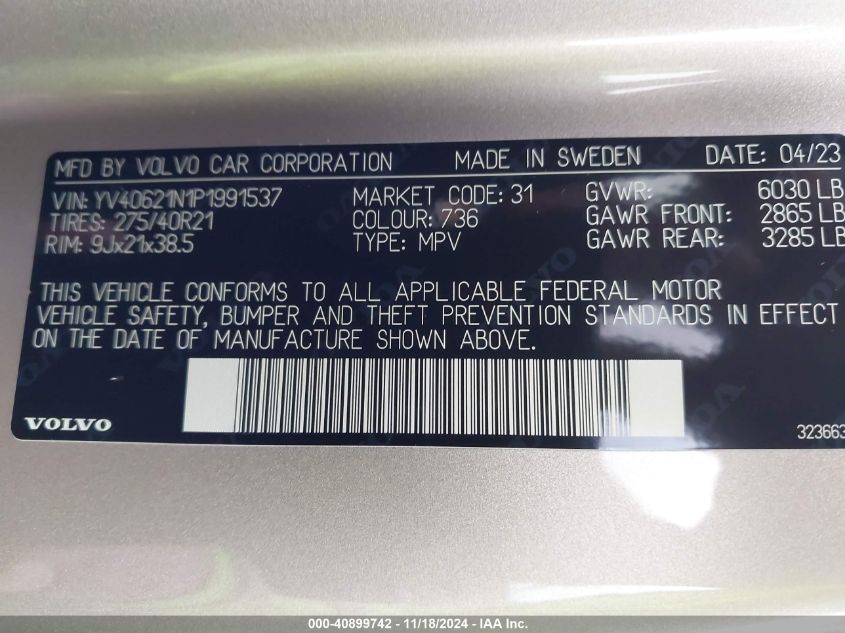 MFD BY VOLVO CAR CORPORATION MADE IN SWEDEN DATE: 04/23
VIN: YV40621N1P1991537 MARKET CODE: 31 GVWR: 6030 LB
TIRES: 275/40R21 COLOUR: 736 GAWR FRONT: 2865 LB
RIM: 9Jx21x38.5 TYPE: MPV GAWR REAR: 3285 LB
THIS VEHICLE CONFORMS TO ALL APPLICABLE FEDERAL MOTOR
VEHICLE SAFETY, BUMPER AND THEFT PREVENTION STANDARDS IN EFFECT
ON THE DATE OF MANUFACTURE SHOWN ABOVE.
VOLVO
323663
000-40899742 - 11/18/2024 - IAA Inc.